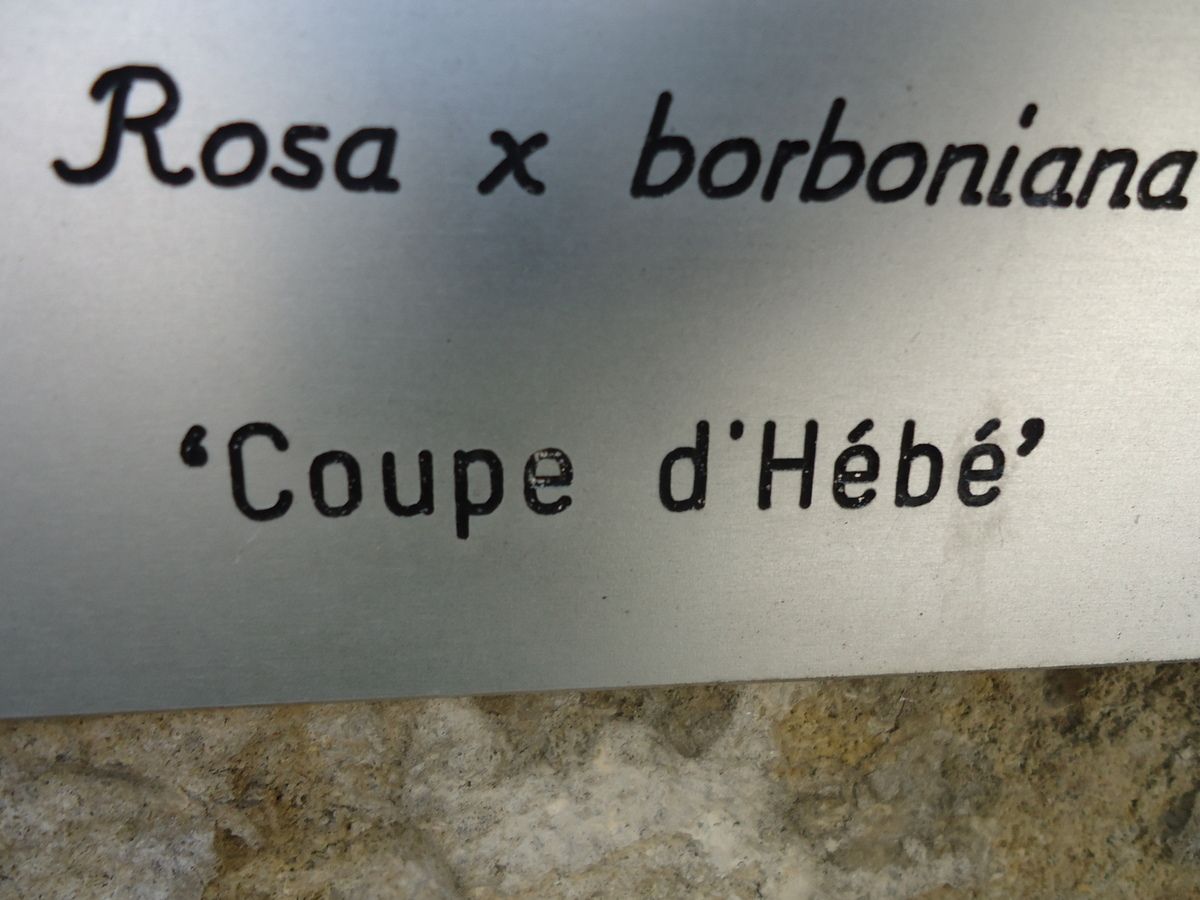 Rosa x borboniana
‘Coupe d'Hébé’